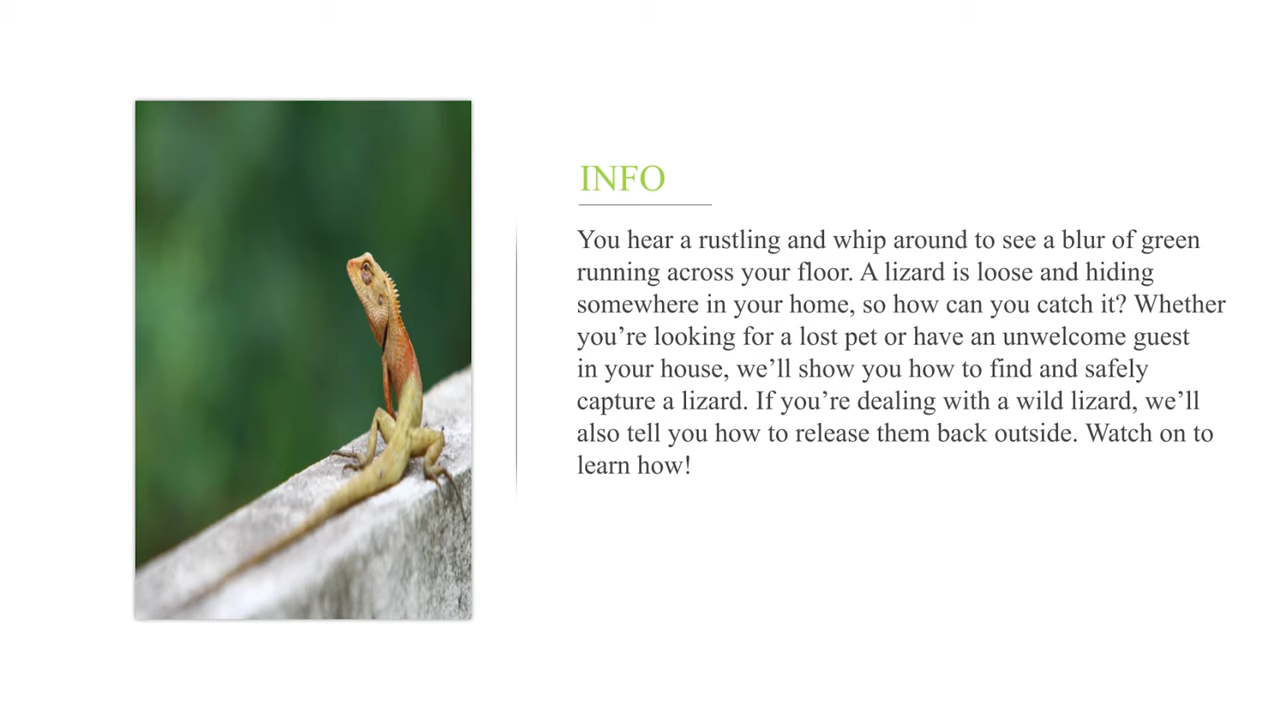 INFO
You hear a rustling and whip around to see a blur of green
running across your floor. A lizard is loose and hiding
somewhere in your home, so how can you catch it? Whether
you’re looking for a lost pet or have an unwelcome guest
in your house, we’ll show you how to find and safely
capture a lizard. If you’re dealing with a wild lizard, we’ll
also tell you how to release them back outside. Watch on to
learn how!